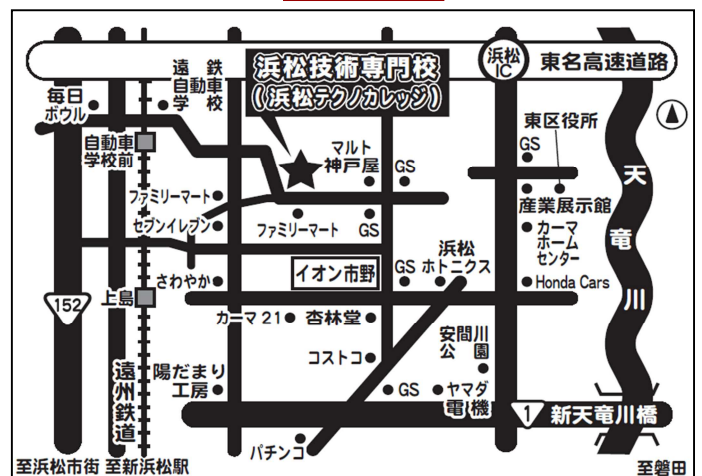 浜松
IC
東名高速道路
遠鉄
自動車
学校
浜松技術専門校
(浜松テクノカレッジ)
毎日
ボウル
自動車
学校前
マルト
神戸屋
GS
GS
東区役所
産業展示館
天竜川
ファミリーマート
セブンイレブン
ファミリーマート
GS
カーマ
ホーム
センター
浜松
ホトニクス
GS
イオン市野
さわやか
Honda Cars
152
上島
カーマ21
杏林堂
安間川
公園
コストコ
遠州鉄道
陽だまり
工房
GS
ヤマダ
電機
1
新天竜川橋
パチンコ
至浜松市街
至新浜松駅
至磐田